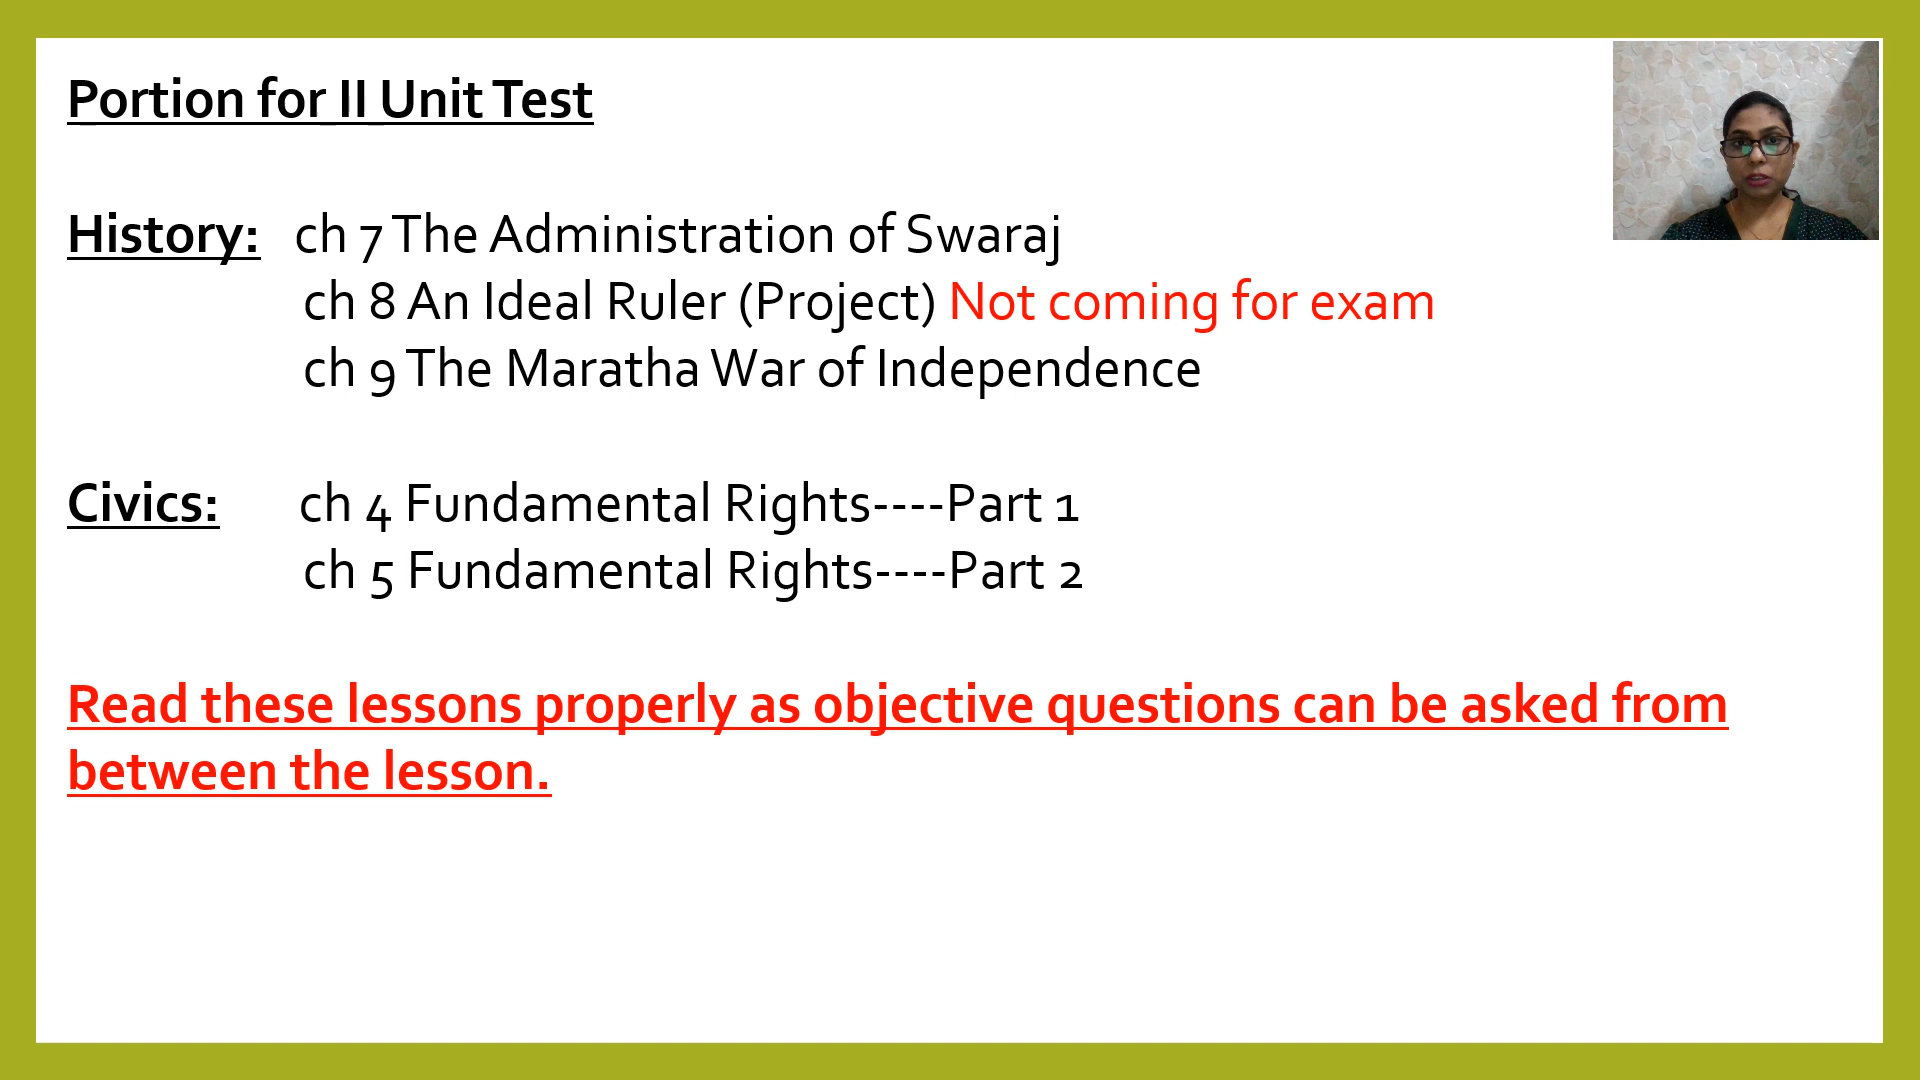 Portion for II Unit Test
History: ch 7 The Administration of Swaraj
ch 8 An Ideal Ruler (Project) Not coming for exam
ch 9 The Maratha War of Independence
Civics: ch 4 Fundamental Rights----Part 1
ch 5 Fundamental Rights----Part 2
Read these lessons properly as objective questions can be asked from
between the lesson.